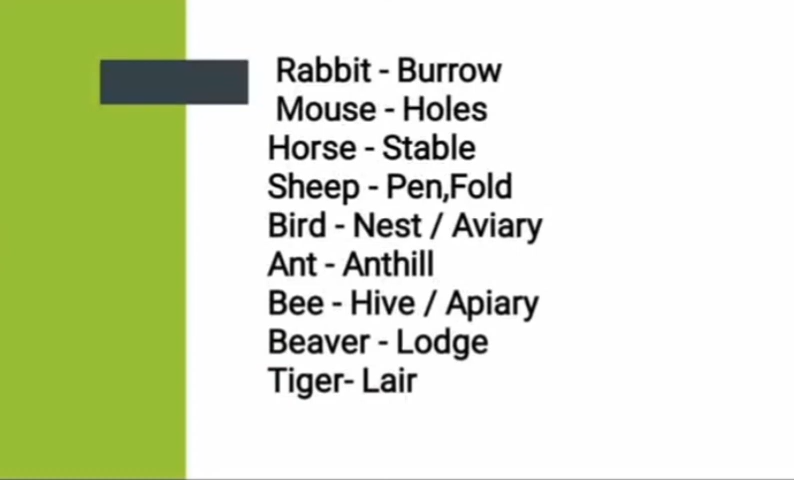 Rabbit - Burrow
Mouse - Holes
Horse - Stable
Sheep - Pen,Fold
Bird - Nest / Aviary
Ant - Anthill
Bee - Hive / Apiary
Beaver - Lodge
Tiger- Lair